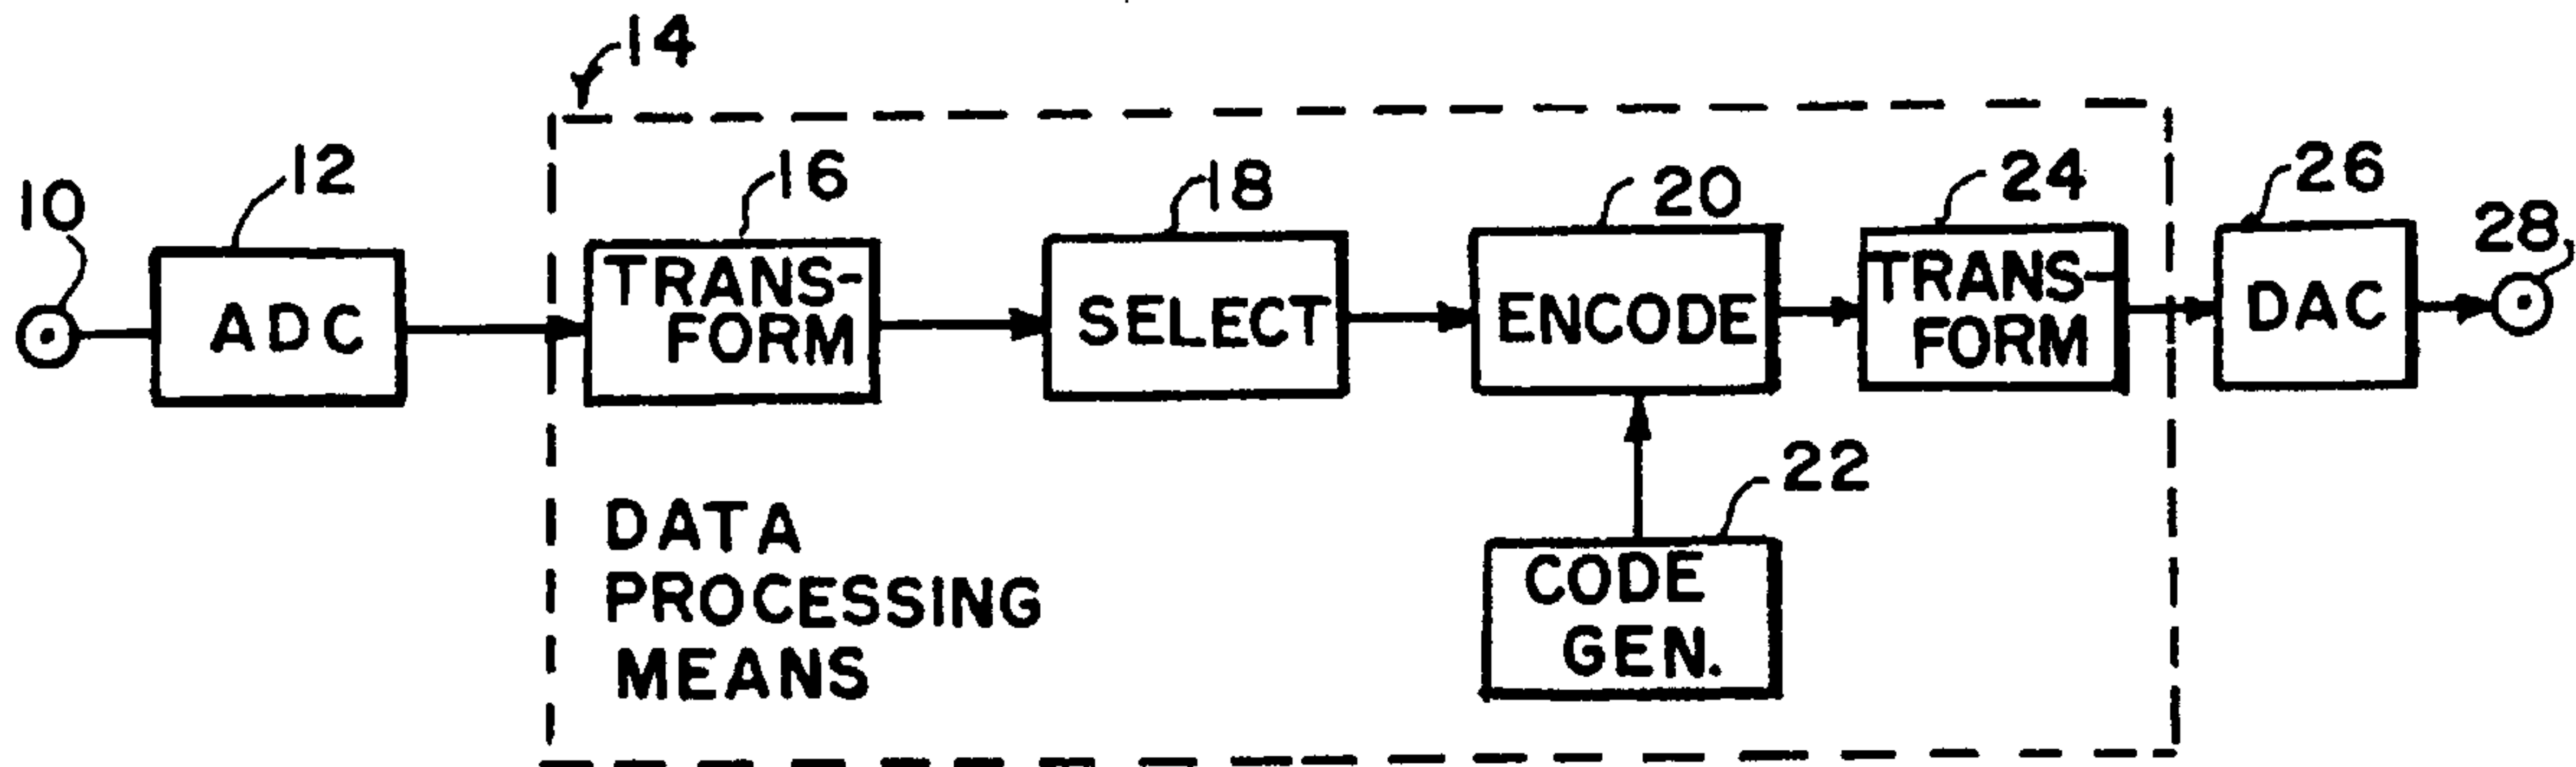 14
10
12
16
18
20
24
26
28
ADC
TRANS-
FORM
SELECT
ENCODE
TRANS-
FORM
DAC
22
DATA
PROCESSING
MEANS
CODE
GEN.